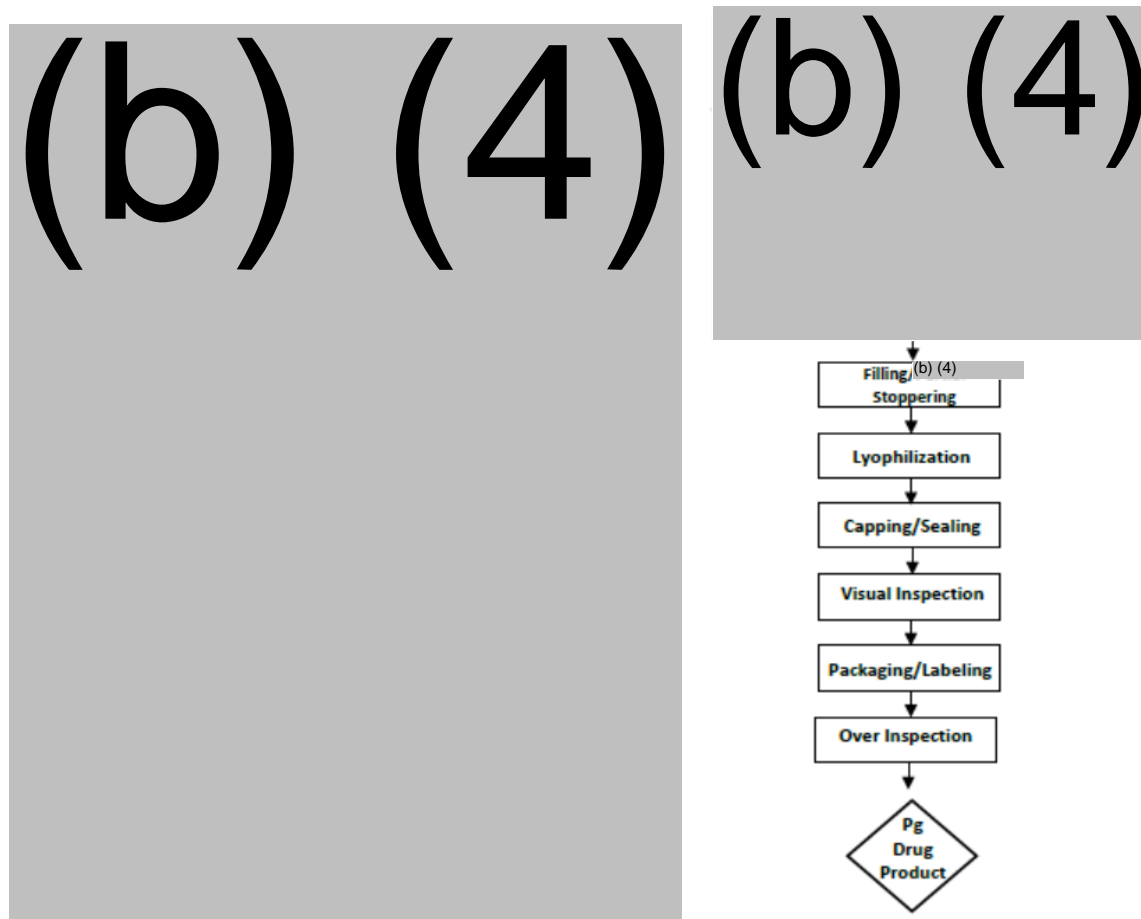 (b) (4)
(b) (4)
Filling/ (b) (4)
Stoppering
Lyophilization
Capping/Sealing
Visual Inspection
Packaging/Labeling
Over Inspection
Pg
Drug
Product